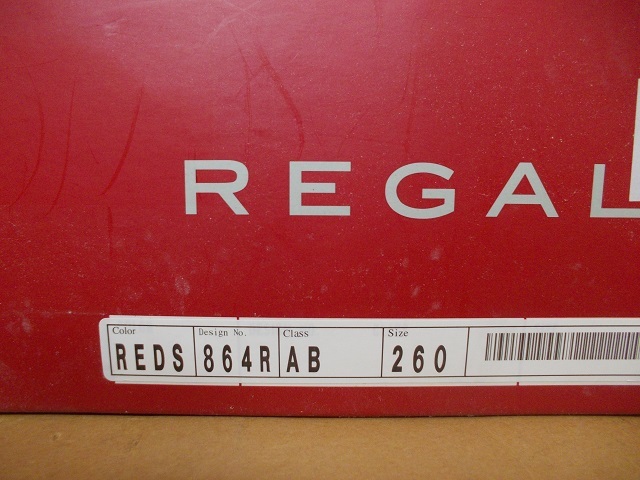 REGAL
Color Design No. Class Size
REDS 864R AB 260